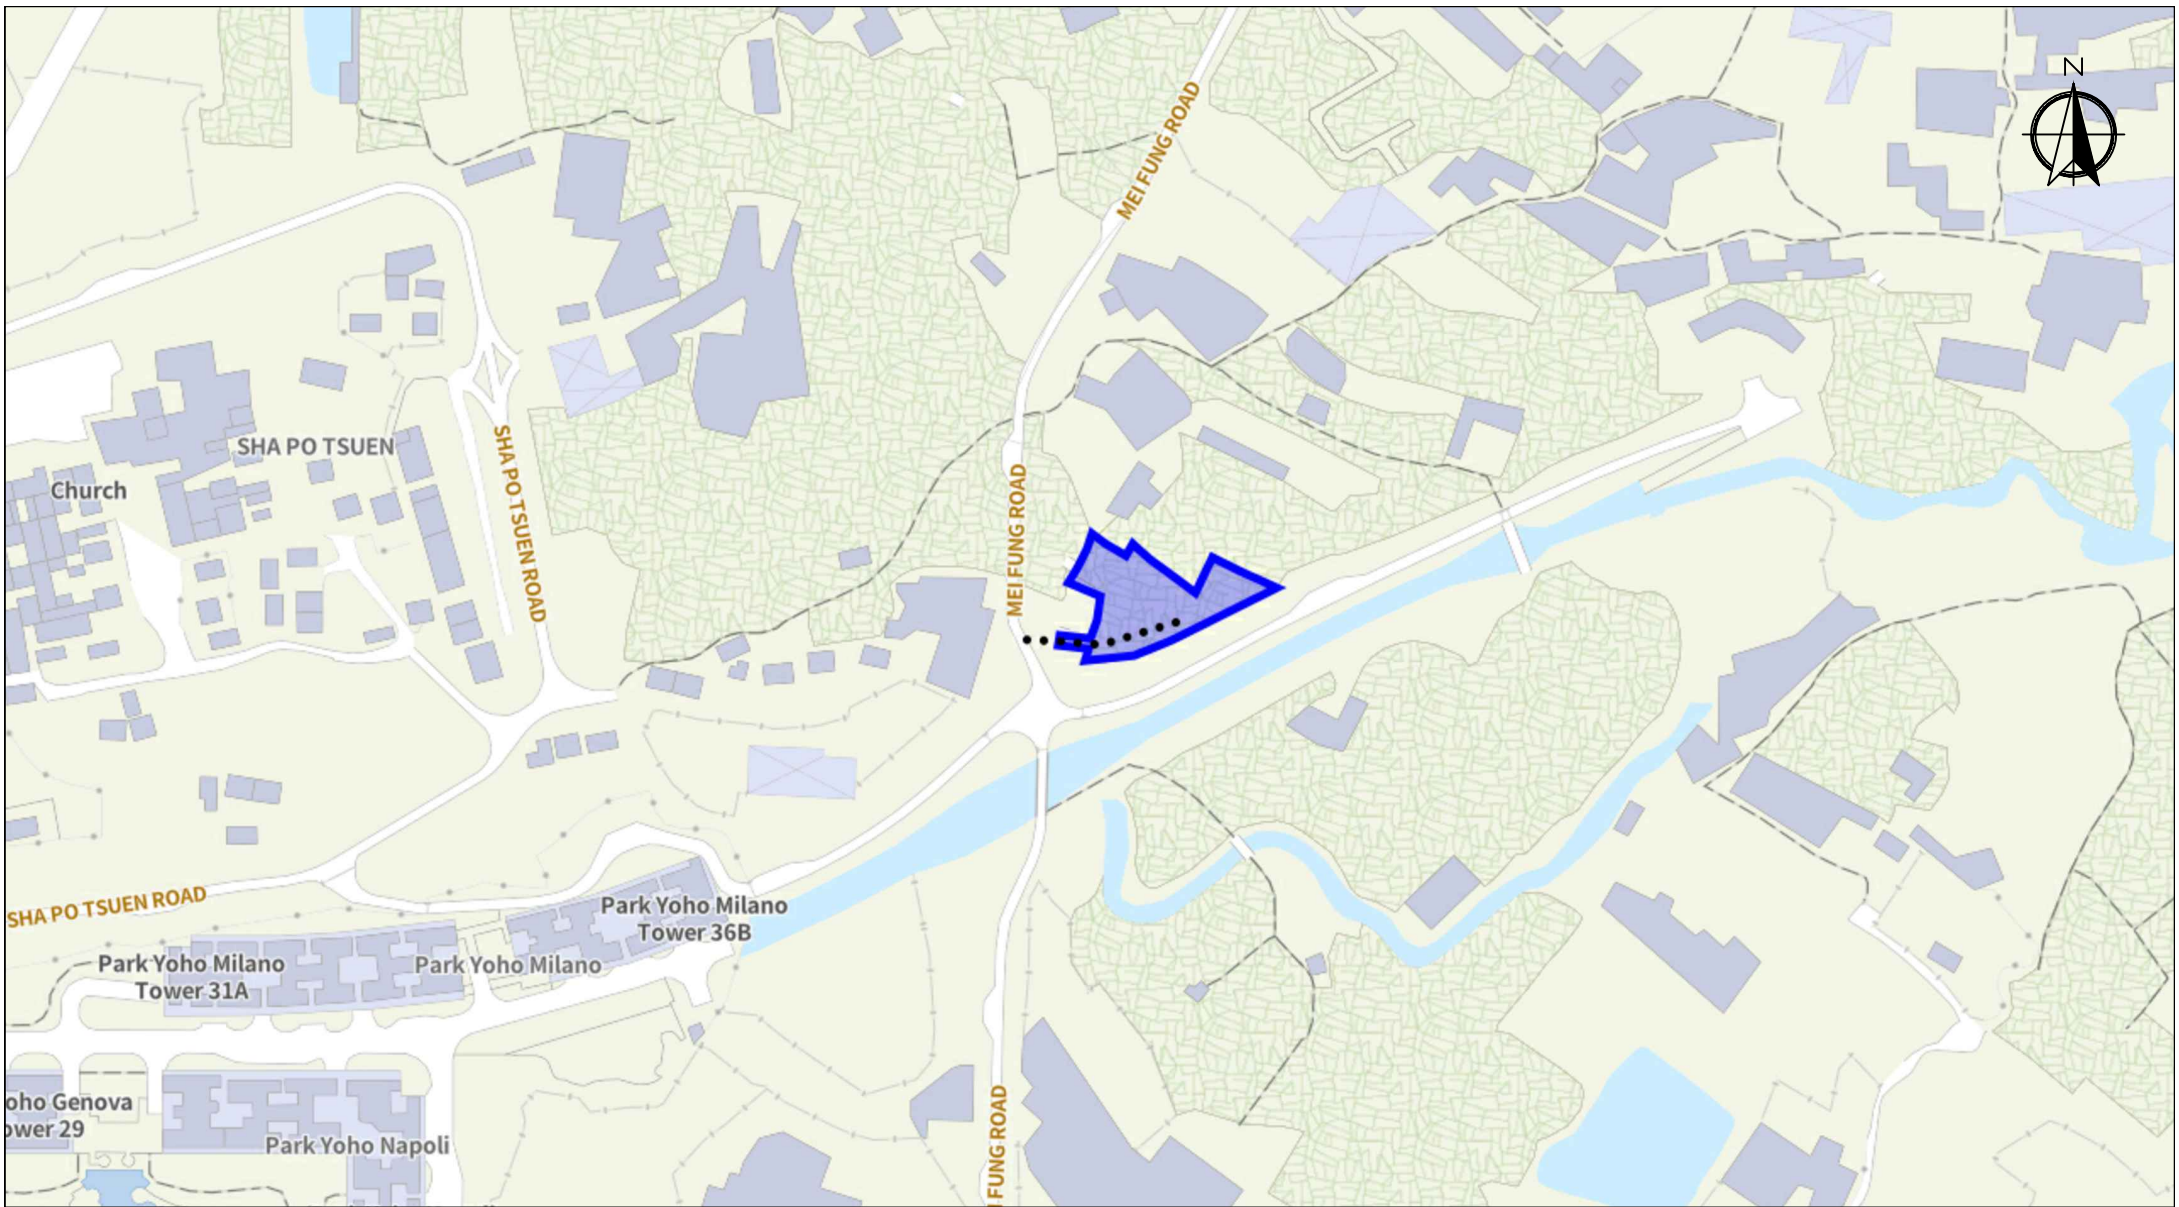 N
MEI FUNG ROAD
SHA PO TSUEN
SHA PO TSUEN ROAD
Church
MEI FUNG ROAD
SHA PO TSUEN ROAD
Park Yoho Milano
Tower 36B
Park Yoho Milano
Tower 31A
Park Yoho Milano
oho Genova
ower 29
Park Yoho Napoli
FUNG ROAD